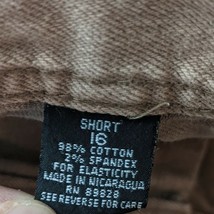 SHORT
16
98% COTTON
2% SPANDEX
FOR ELASTICITY
MADE IN NICARAGUA
RN 89828
SEE REVERSE FOR CARE